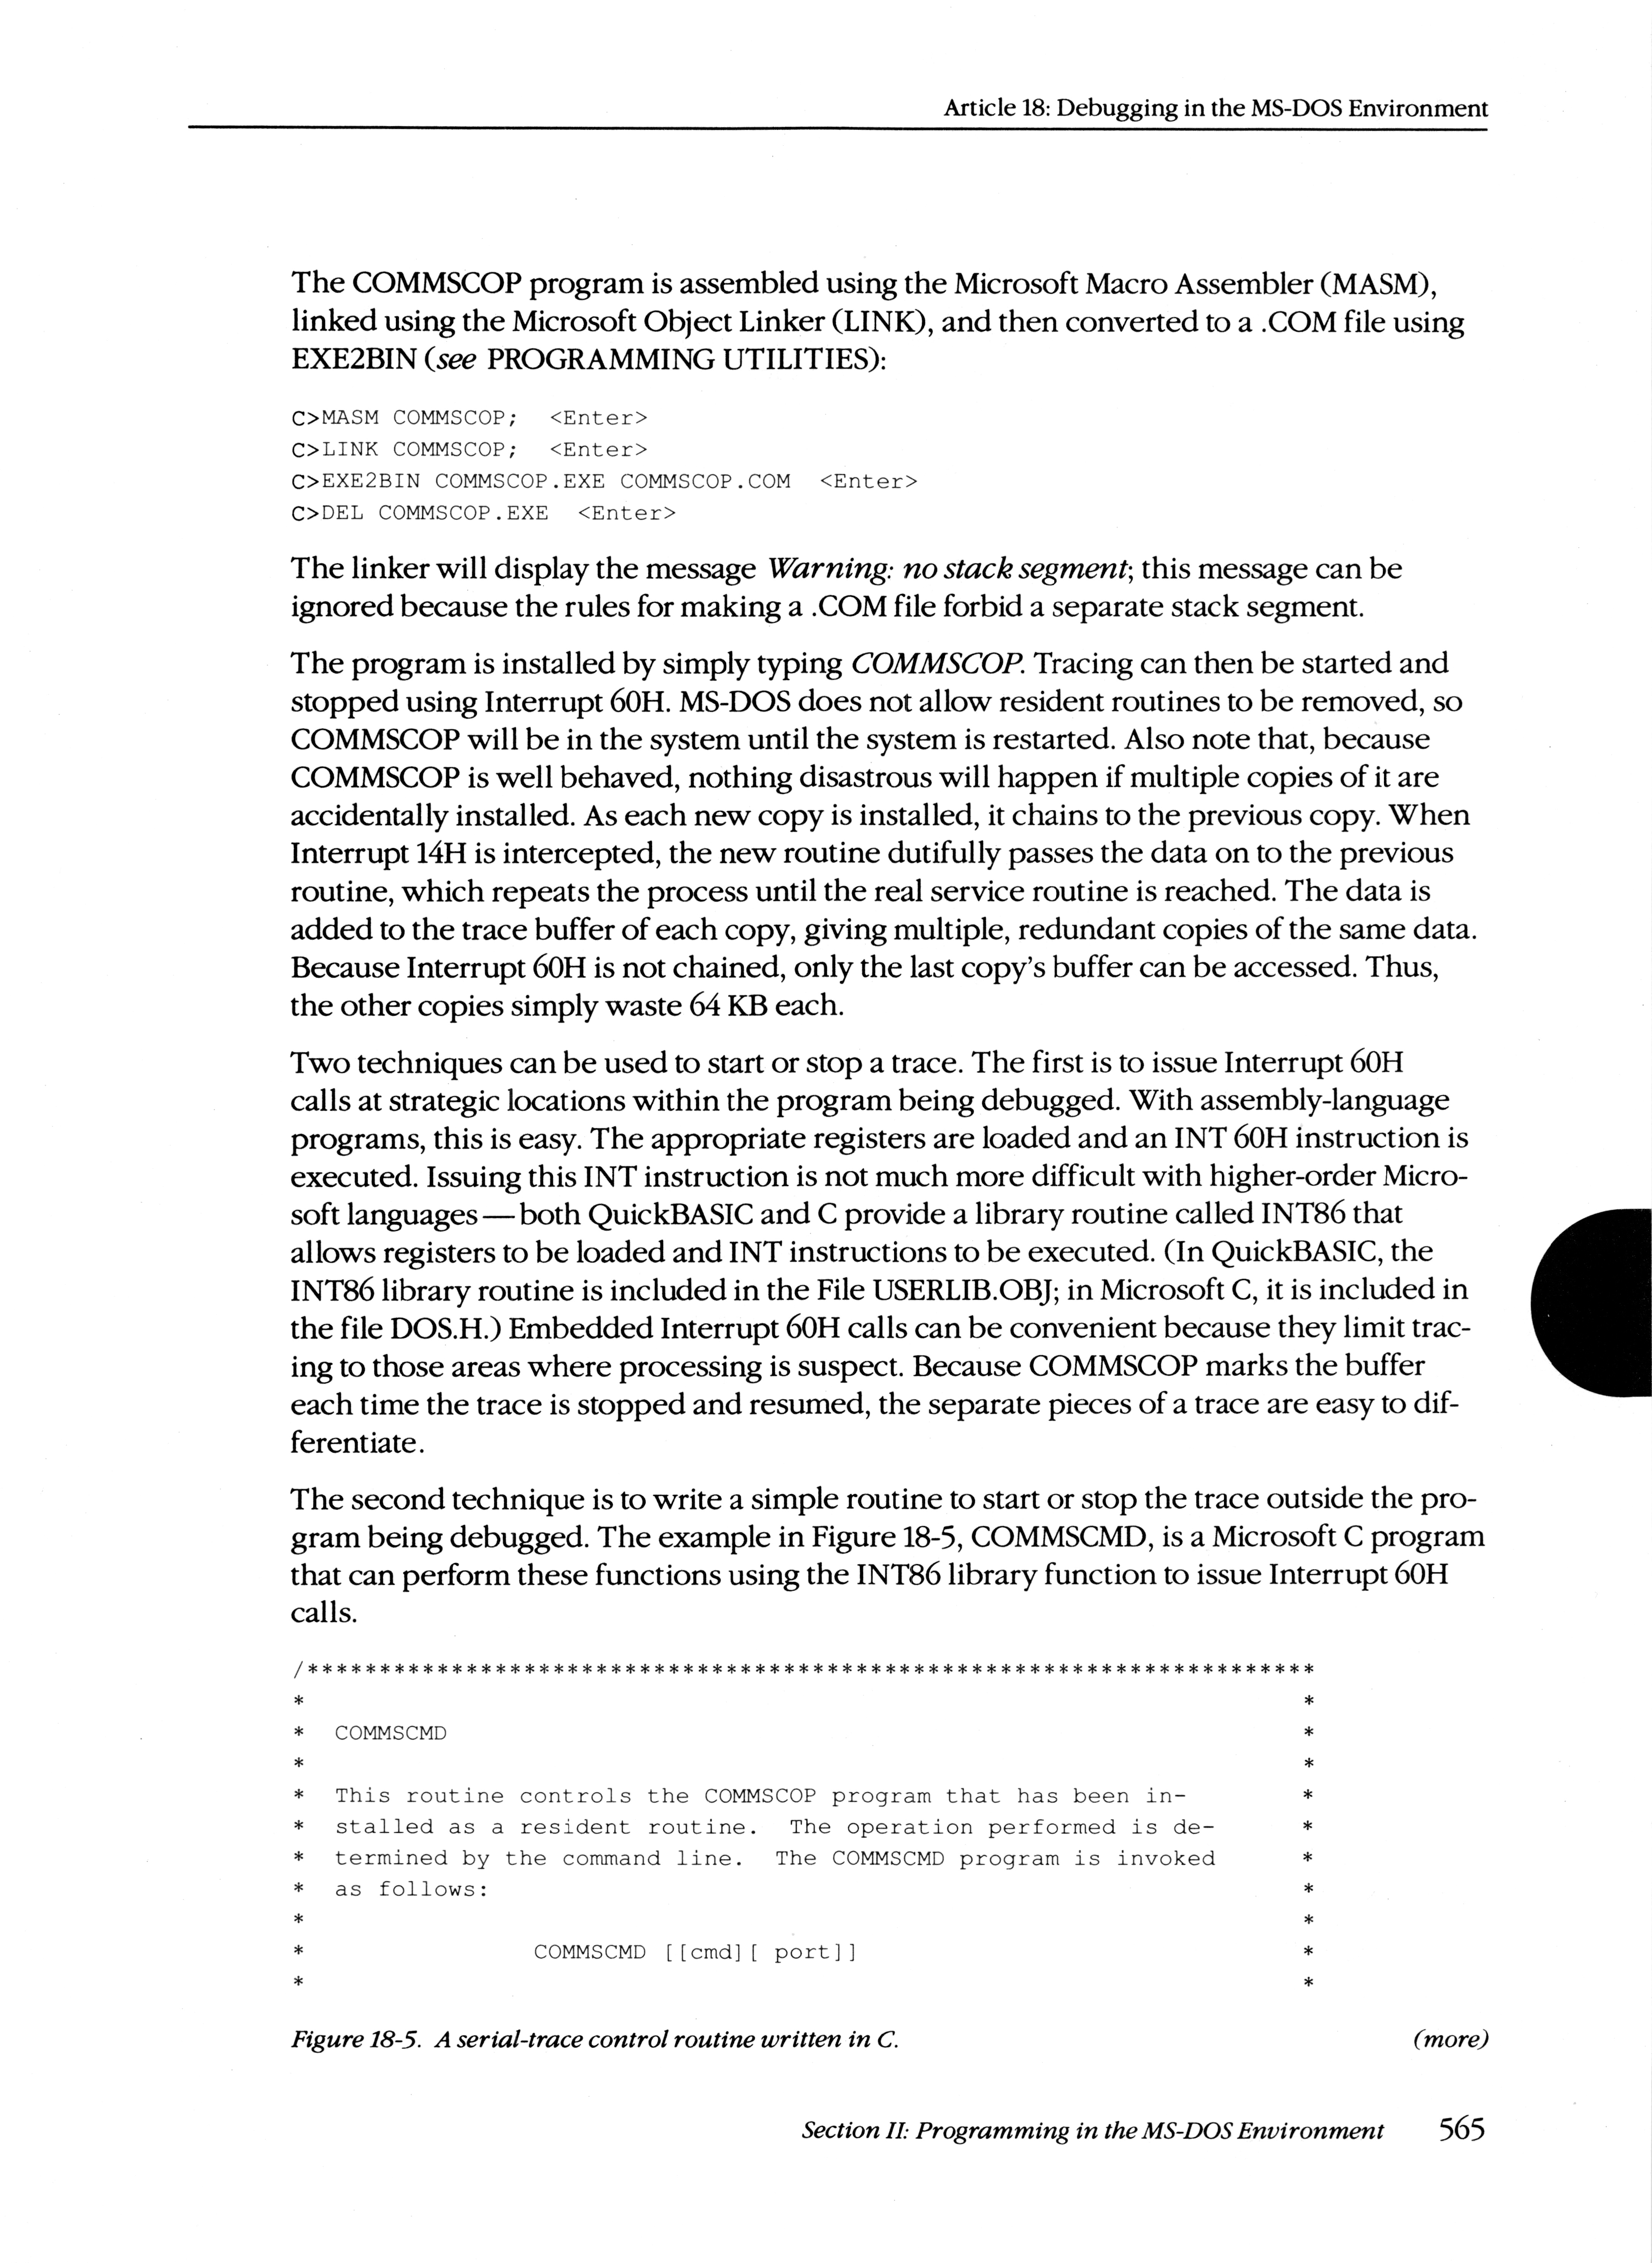 Article 18: Debugging in the MS-DOS Environment
The COMMSCOP program is assembled using the Microsoft Macro Assembler (MASM),
linked using the Microsoft Object Linker (LINK), and then converted to a .COM file using
EXE2BIN (see PROGRAMMING UTILITIES):
C>MASM COMMSCOP;  <Enter>
C>LINK COMMSCOP;  <Enter>
C>EXE2BIN COMMSCOP.EXE COMMSCOP.COM  <Enter>
C>DEL COMMSCOP.EXE  <Enter>
The linker will display the message Warning: no stack segment; this message can be
ignored because the rules for making a .COM file forbid a separate stack segment.
The program is installed by simply typing COMMSCOP. Tracing can then be started and
stopped using Interrupt 60H. MS-DOS does not allow resident routines to be removed, so
COMMSCOP will be in the system until the system is restarted. Also note that, because
COMMSCOP is well behaved, nothing disastrous will happen if multiple copies of it are
accidentally installed. As each new copy is installed, it chains to the previous copy. When
Interrupt 14H is intercepted, the new routine dutifully passes the data on to the previous
routine, which repeats the process until the real service routine is reached. The data is
added to the trace buffer of each copy, giving multiple, redundant copies of the same data.
Because Interrupt 60H is not chained, only the last copy's buffer can be accessed. Thus,
the other copies simply waste 64 KB each.
Two techniques can be used to start or stop a trace. The first is to issue Interrupt 60H
calls at strategic locations within the program being debugged. With assembly-language
programs, this is easy. The appropriate registers are loaded and an INT 60H instruction is
executed. Issuing this INT instruction is not much more difficult with higher-order Micro-
soft languages — both QuickBASIC and C provide a library routine called INT86 that
allows registers to be loaded and INT instructions to be executed. (In QuickBASIC, the
INT86 library routine is included in the File USERLIB.OBJ; in Microsoft C, it is included in
the file DOS.H.) Embedded Interrupt 60H calls can be convenient because they limit trac-
ing to those areas where processing is suspect. Because COMMSCOP marks the buffer
each time the trace is stopped and resumed, the separate pieces of a trace are easy to dif-
ferentiate.
The second technique is to write a simple routine to start or stop the trace outside the pro-
gram being debugged. The example in Figure 18-5, COMMSCMD, is a Microsoft C program
that can perform these functions using the INT86 library function to issue Interrupt 60H
calls.
/**********************************************************************
*                                                                      *
*  COMMSCMD                                                            *
*                                                                      *
*  This routine controls the COMMSCOP program that has been in-        *
*  stalled as a resident routine.  The operation performed is de-      *
*  termined by the command line.  The COMMSCMD program is invoked      *
*  as follows:                                                         *
*                                                                      *
*                COMMSCMD [[cmd][ port]]                               *
*                                                                      *
Figure 18-5. A serial-trace control routine written in C. (more)
Section II: Programming in the MS-DOS Environment 565